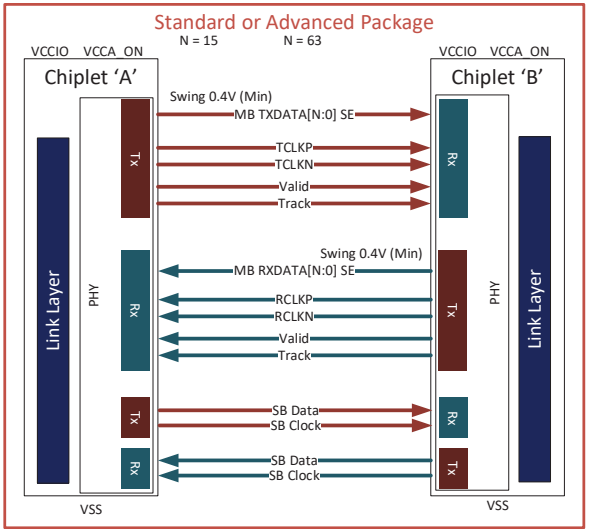 Standard or Advanced Package
N = 15 N = 63
VCCIO VCCA_ON
VCCIO VCCA_ON
Chiplet ‘A’
Chiplet ‘B’
Swing 0.4V (Min)
MB TXDATA[N:0] SE
TCLKP
TCLKN
Valid
Track
Tx
Rx
Swing 0.4V (Min)
MB RXDATA[N:0] SE
RCLKP
RCLKN
Valid
Track
Rx
Tx
Link Layer
PHY
PHY
Link Layer
SB Data
SB Clock
Tx
Rx
SB Data
SB Clock
Rx
Tx
VSS
VSS